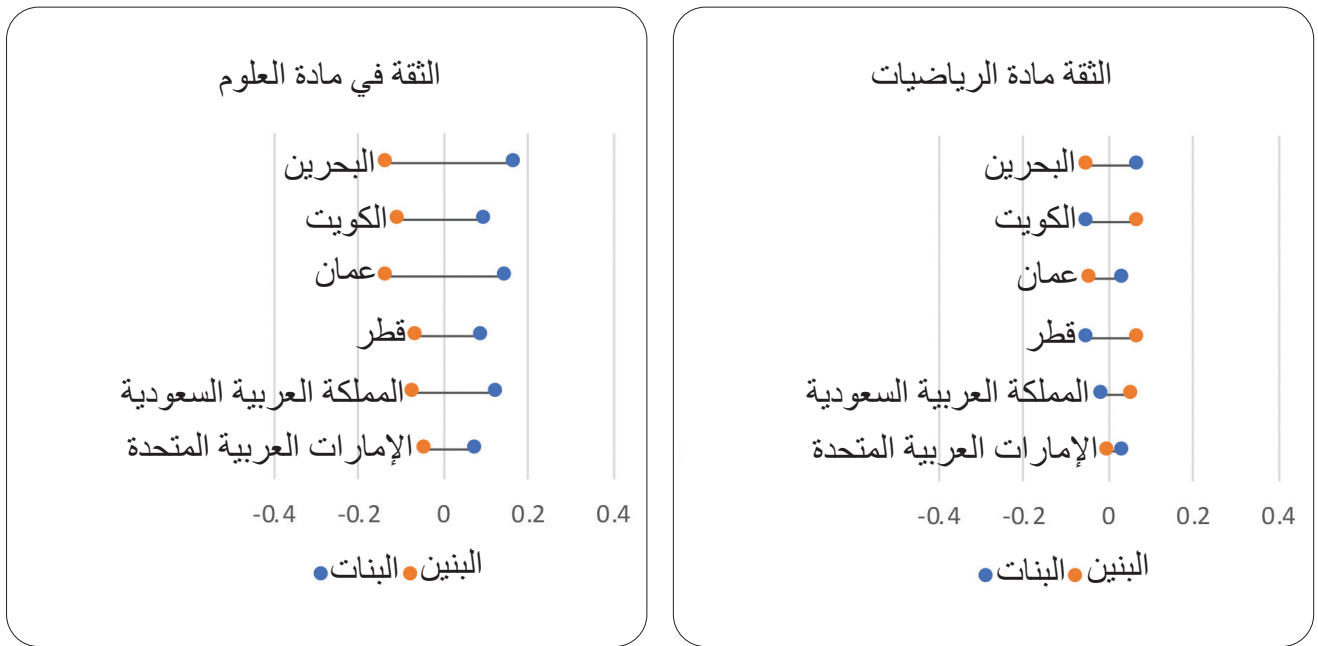 الثقة مادة الرياضيات
البحرين
الكويت
عمان
قطر
المملكة العربية السعودية
الإمارات العربية المتحدة
-0.4 -0.2 0 0.2 0.4
البنين البنات
الثقة في مادة العلوم
البحرين
الكويت
عمان
قطر
المملكة العربية السعودية
الإمارات العربية المتحدة
-0.4 -0.2 0 0.2 0.4
البنين البنات